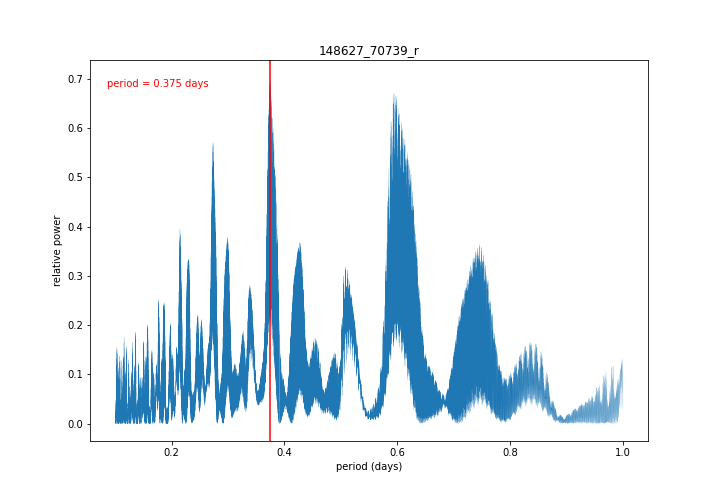 148627_70739_r
period = 0.375 days
relative power
0.7
0.6
0.5
0.4
0.3
0.2
0.1
0.0
0.2 0.4 0.6 0.8 1.0
period (days)